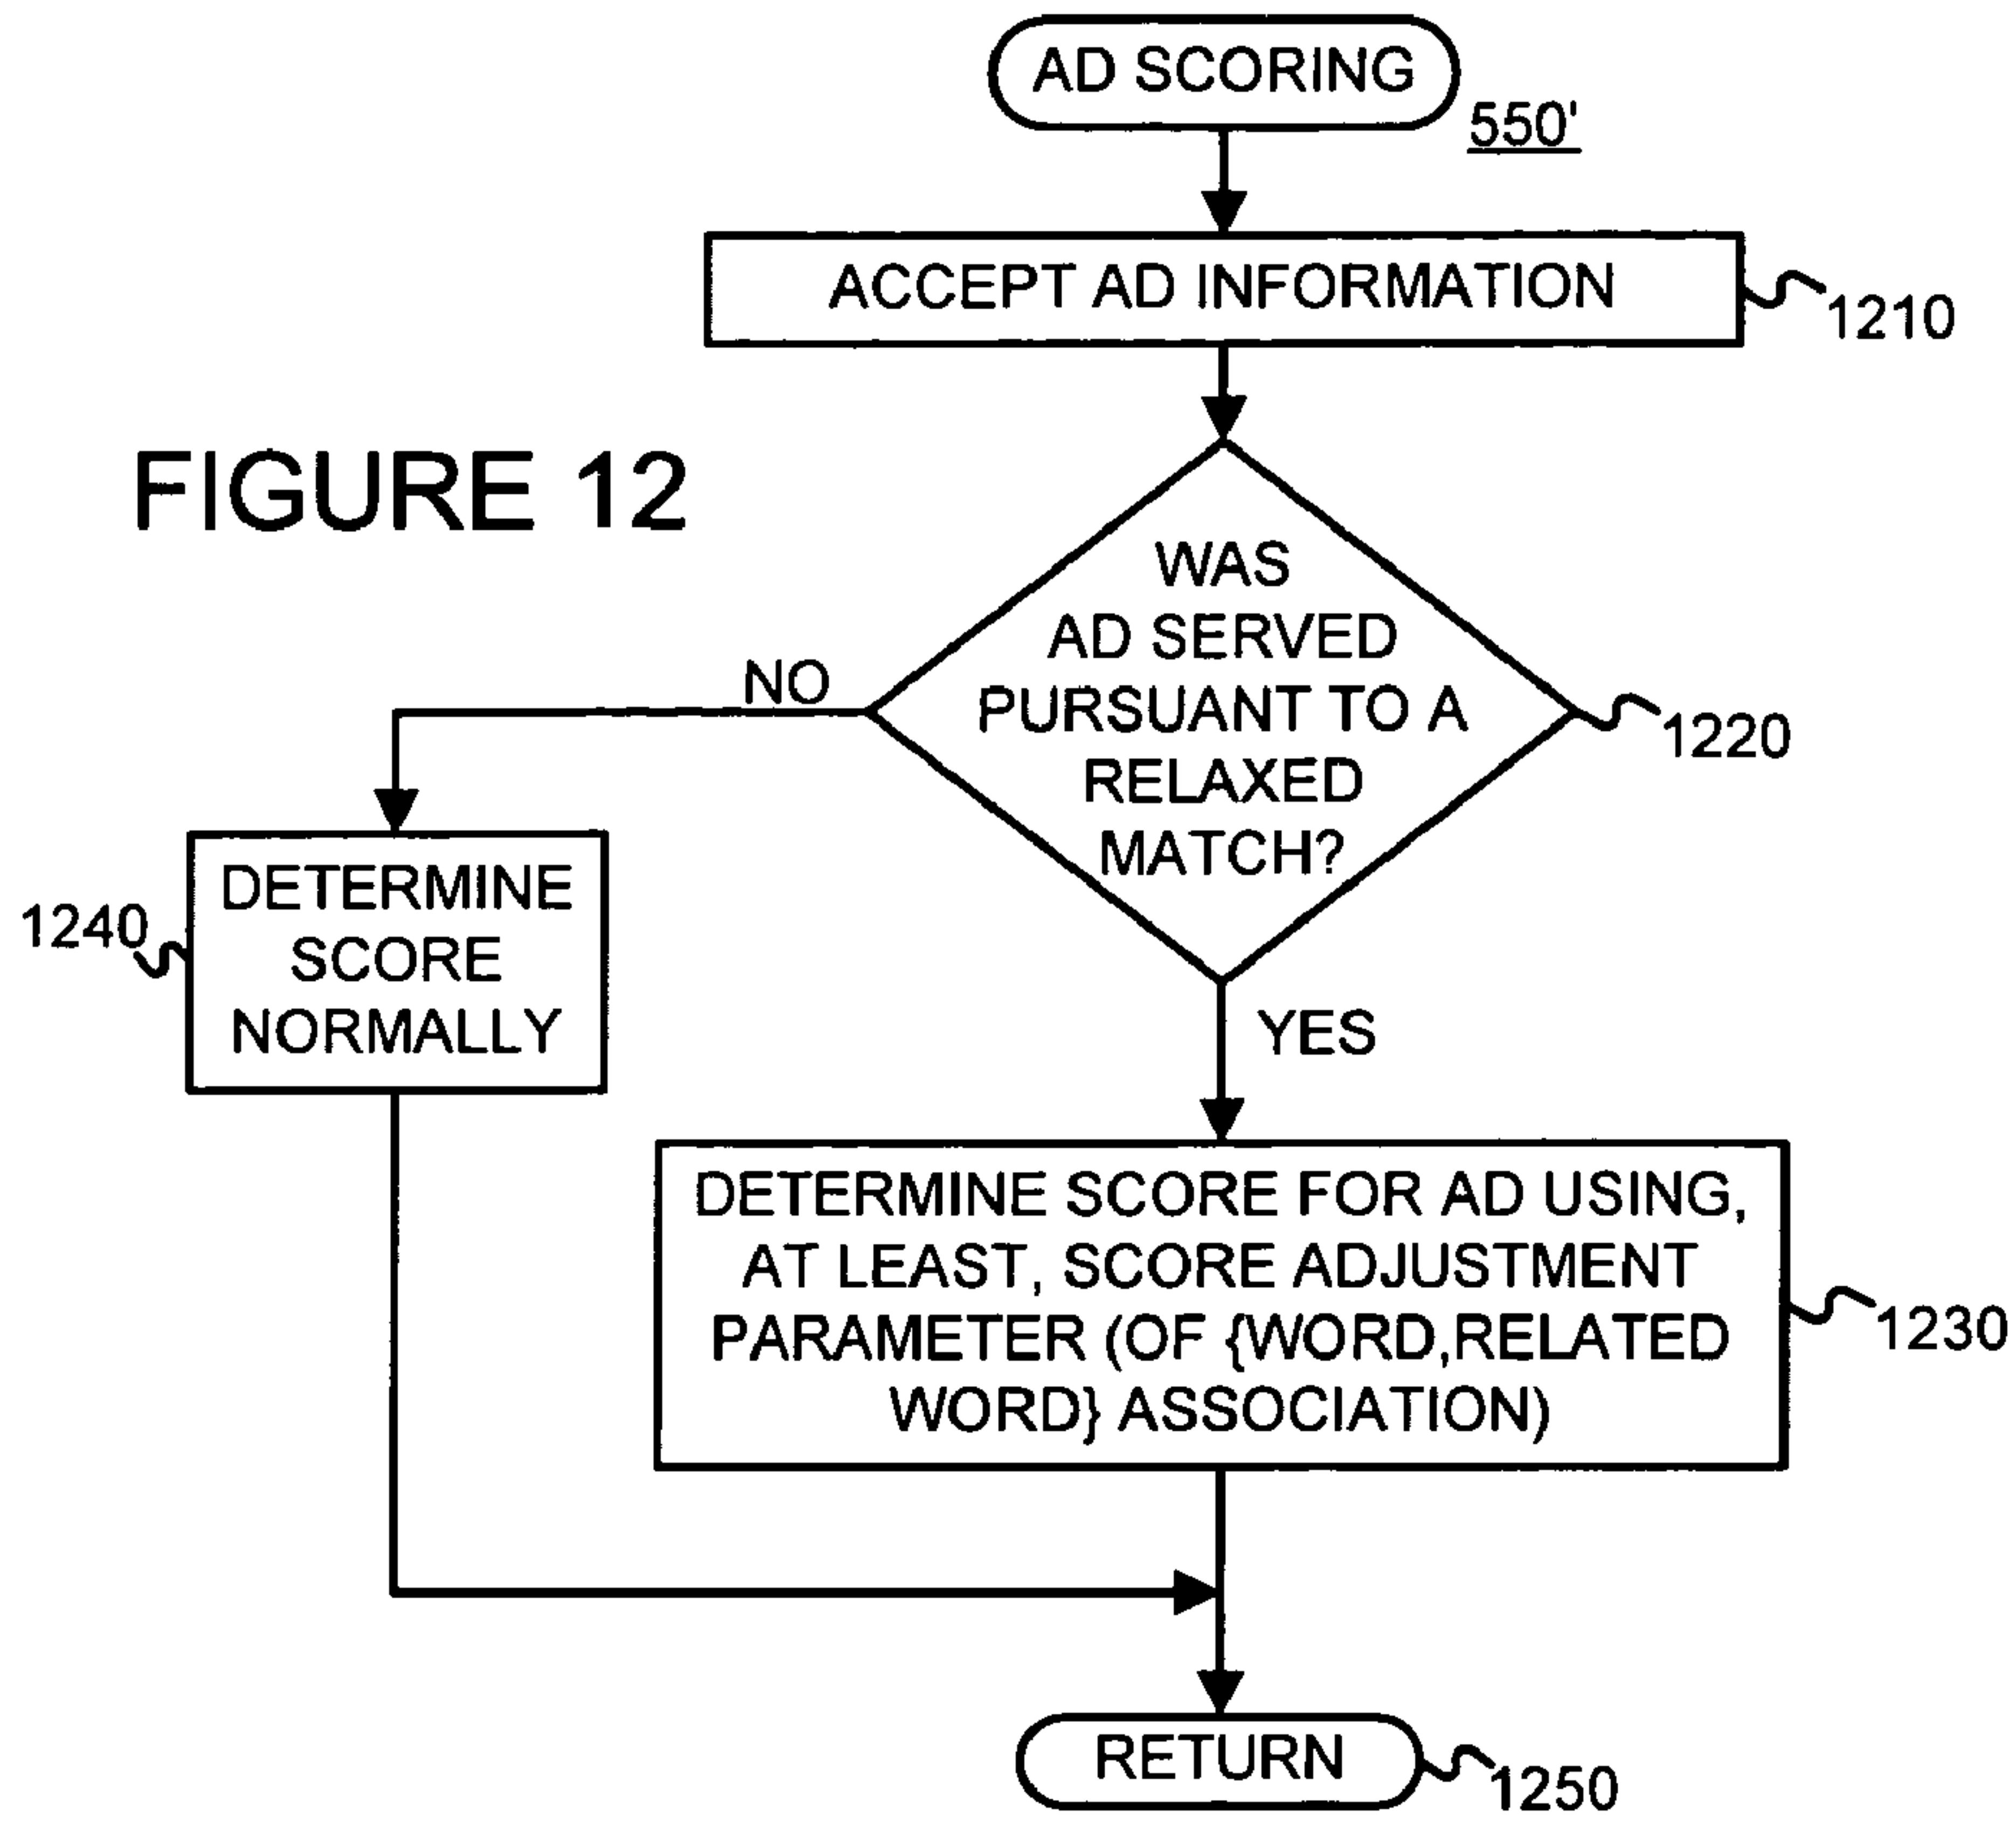 AD SCORING
550'
ACCEPT AD INFORMATION
1210
FIGURE 12
WAS
AD SERVED
PURSUANT TO A
RELAXED
MATCH?
1220
NO
YES
DETERMINE
SCORE
NORMALLY
1240
DETERMINE SCORE FOR AD USING,
AT LEAST, SCORE ADJUSTMENT
PARAMETER (OF {WORD,RELATED
WORD} ASSOCIATION)
1230
RETURN
1250